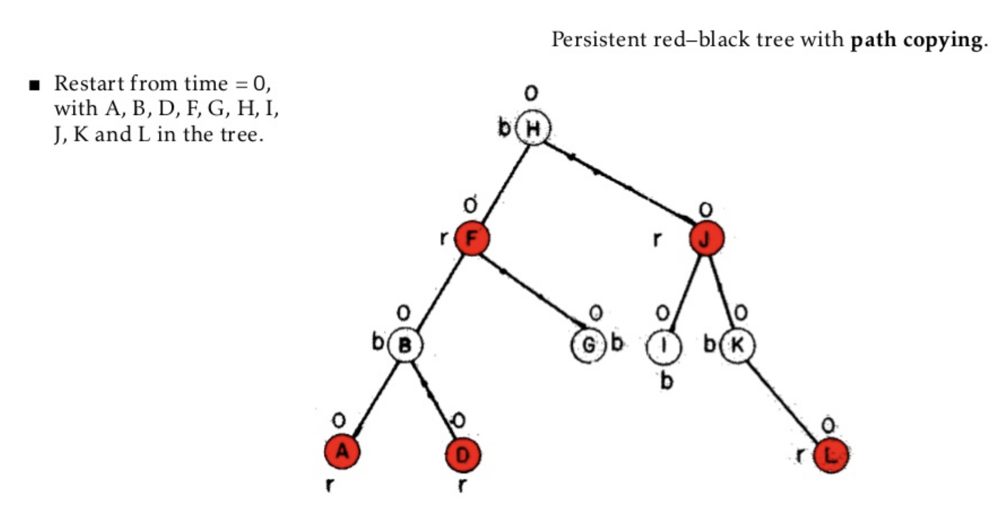 Persistent red–black tree with path copying.
■ Restart from time = 0,
with A, B, D, F, G, H, I,
J, K and L in the tree.
0
b H
0 0
r F r J
0 0 0 0
b B G b I b K
b
0 0 0
A D r L
r r